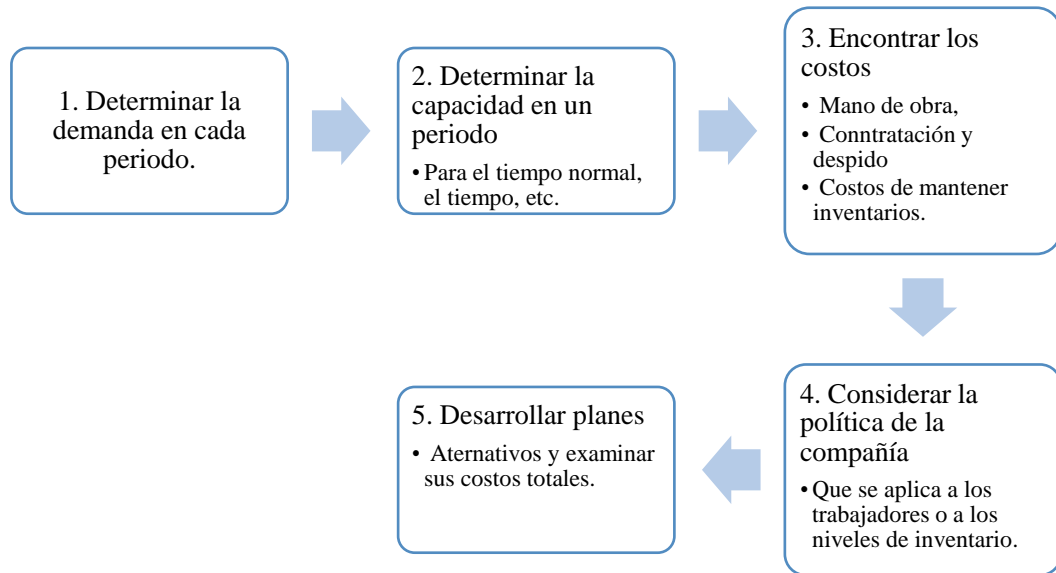 1. Determinar la
demanda en cada
periodo.
2. Determinar la
capacidad en un
periodo
• Para el tiempo normal,
el tiempo, etc.
3. Encontrar los
costos
• Mano de obra,
• Conntratación y
despido
• Costos de mantener
inventarios.
4. Considerar la
política de la
compañía
• Que se aplica a los
trabajadores o a los
niveles de inventario.
5. Desarrollar planes
• Aternativos y examinar
sus costos totales.